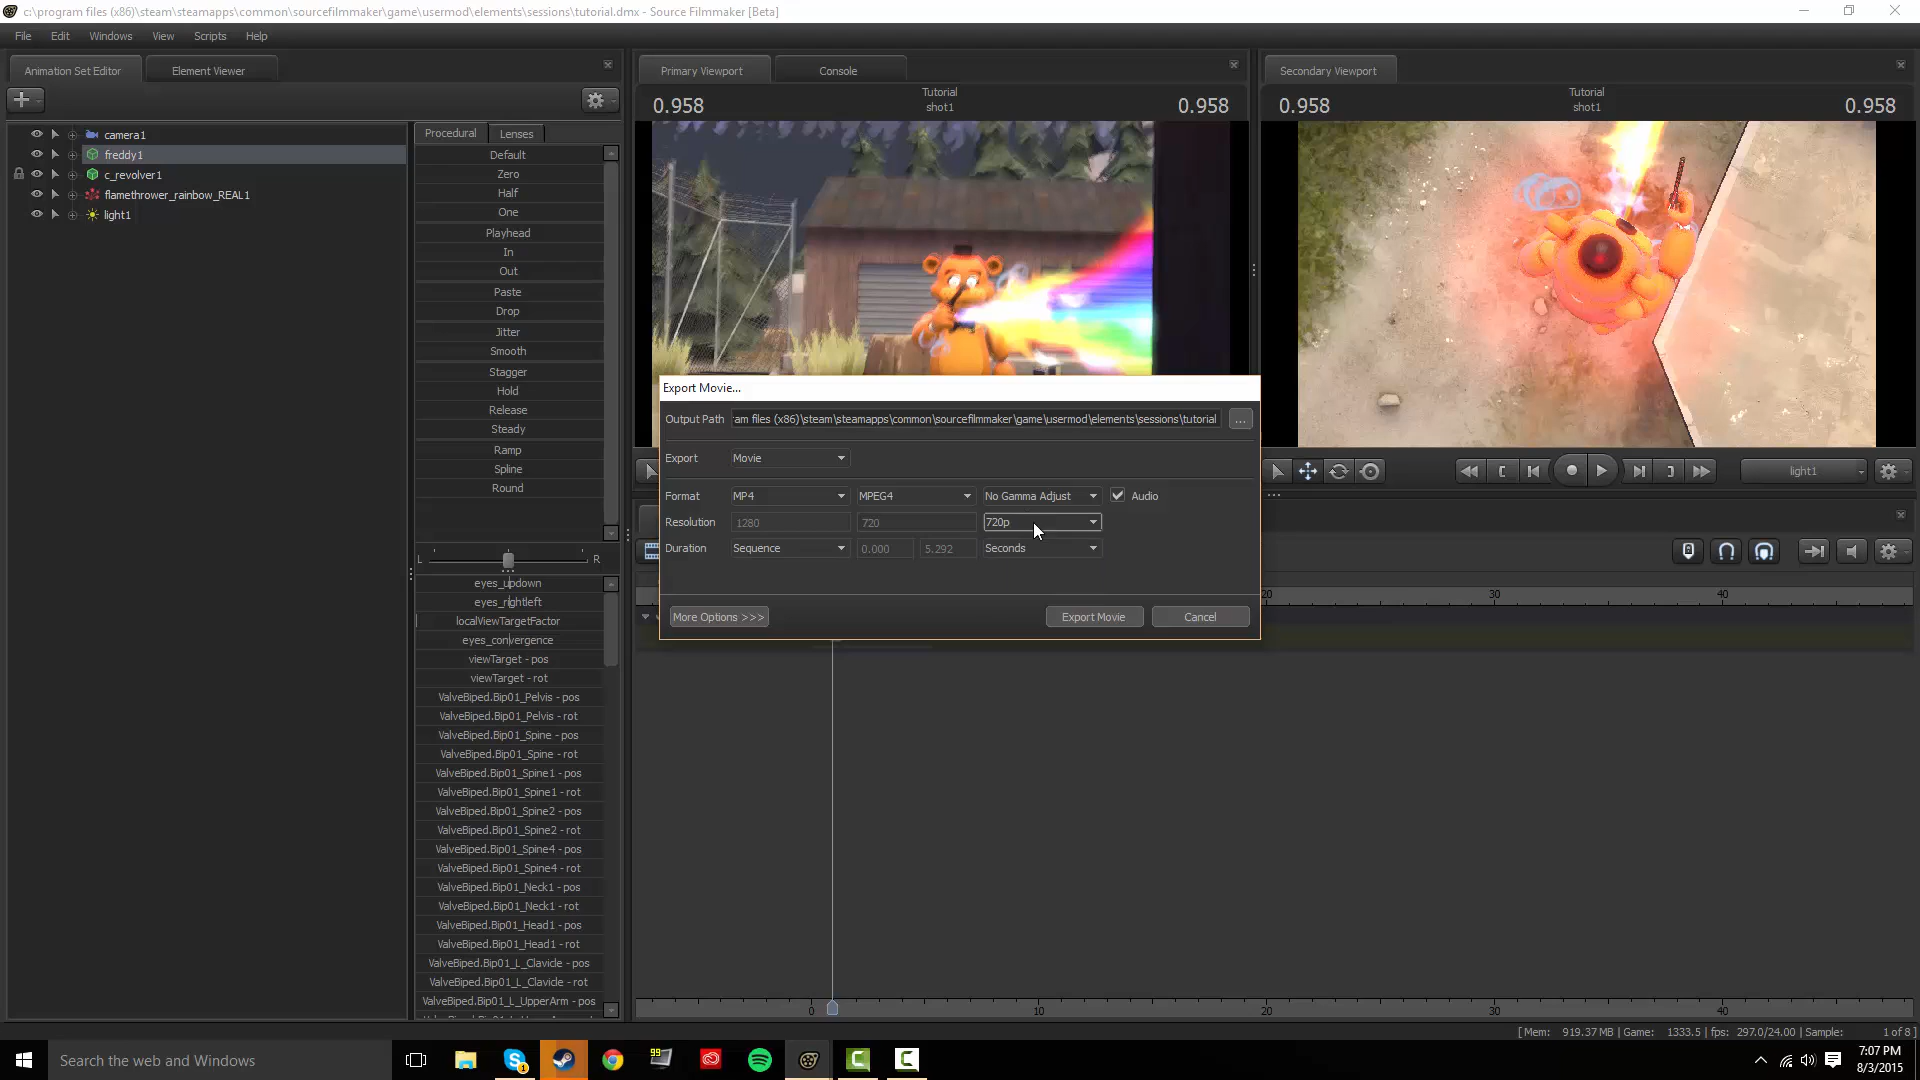 c:\program files (x86)\steam\steamapps\common\sourcefilmmaker\game\usermod\elements\sessions\tutorial.dmx - Source Filmmaker [Beta]
File Edit Windows View Scripts Help
Animation Set Editor Element Viewer
Primary Viewport Console
Secondary Viewport
0.958 Tutorial 0.958
shot1
0.958 Tutorial 0.958
shot1
camera1
freddy1
c_revolver1
flamethrower_rainbow_REAL1
light1
Procedural Lenses
Default
Zero
Half
One
Playhead
In
Out
Paste
Drop
Jitter
Smooth
Stagger
Hold
Release
Steady
Ramp
Spline
Round
L R
eyes_updown
eyes_rightleft
localViewTargetFactor
eyes_convergence
viewTarget - pos
viewTarget - rot
ValveBiped.Bip01_Pelvis - pos
ValveBiped.Bip01_Pelvis - rot
ValveBiped.Bip01_Spine - pos
ValveBiped.Bip01_Spine - rot
ValveBiped.Bip01_Spine1 - pos
ValveBiped.Bip01_Spine1 - rot
ValveBiped.Bip01_Spine2 - pos
ValveBiped.Bip01_Spine2 - rot
ValveBiped.Bip01_Spine4 - pos
ValveBiped.Bip01_Spine4 - rot
ValveBiped.Bip01_Neck1 - pos
ValveBiped.Bip01_Neck1 - rot
ValveBiped.Bip01_Head1 - pos
ValveBiped.Bip01_Head1 - rot
ValveBiped.Bip01_L_Clavicle - pos
ValveBiped.Bip01_L_Clavicle - rot
ValveBiped.Bip01_L_UpperArm - pos
Export Movie...
Output Path am files (x86)\steam\steamapps\common\sourcefilmmaker\game\usermod\elements\sessions\tutorial ...
Export Movie
Format MP4 MPEG4 No Gamma Adjust Audio
Resolution 1280 720 720p
Duration Sequence 0.000 5.292 Seconds
More Options >>> Export Movie Cancel
light1
20 30 40
0 10 20 30 40
[ Mem: 919.37 MB | Game: 1333.5 | fps: 297.0/24.00 | Sample: 1 of 8 ]
Search the web and Windows
1
99
7:07 PM
8/3/2015